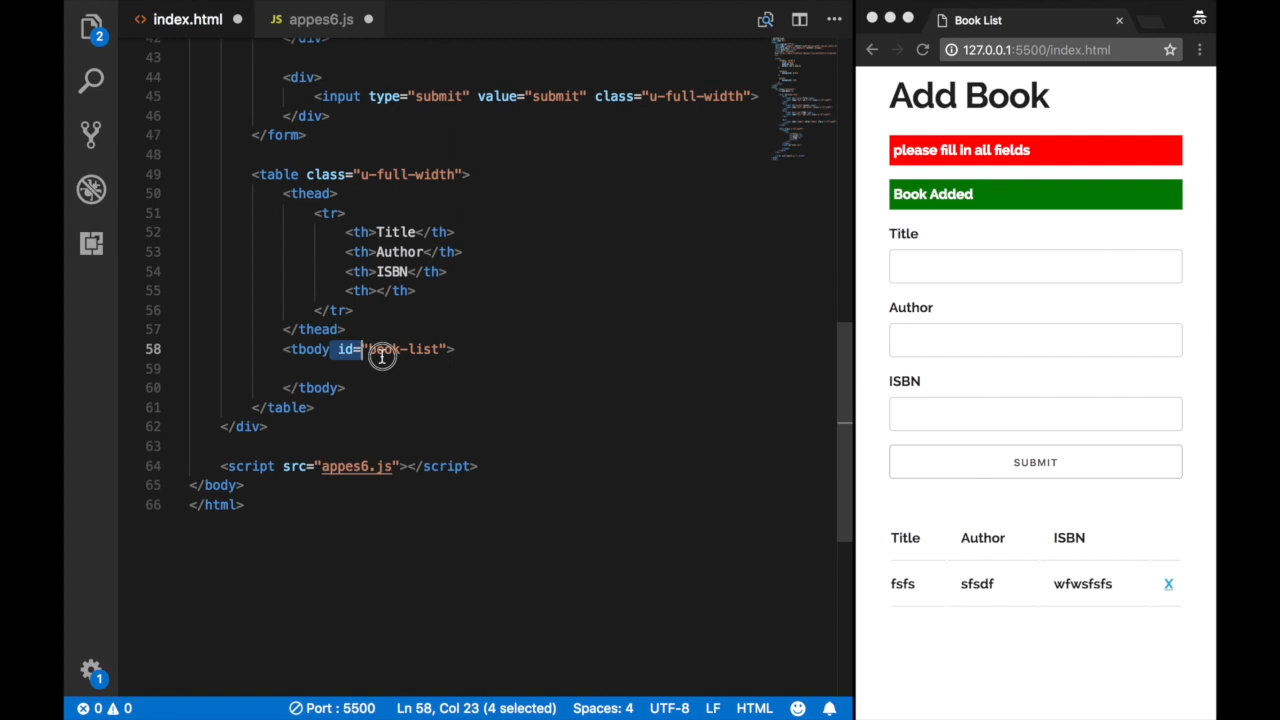 index.html
JS appes6.js
2
42 </div>
43
44 <div>
45 <input type="submit" value="submit" class="u-full-width">
46 </div>
47 </form>
48
49 <table class="u-full-width">
50 <thead>
51 <tr>
52 <th>Title</th>
53 <th>Author</th>
54 <th>ISBN</th>
55 <th></th>
56 </tr>
57 </thead>
58 <tbody id="book-list">
59
60 </tbody>
61 </table>
62 </div>
63
64 <script src="appes6.js"></script>
65 </body>
66 </html>
1
0 0
Port : 5500
Ln 58, Col 23 (4 selected)
Spaces: 4
UTF-8
LF
HTML
Book List
127.0.0.1:5500/index.html
Add Book
please fill in all fields
Book Added
Title
Author
ISBN
SUBMIT
Title Author ISBN
fsfs sfsdf wfwsfsfs X